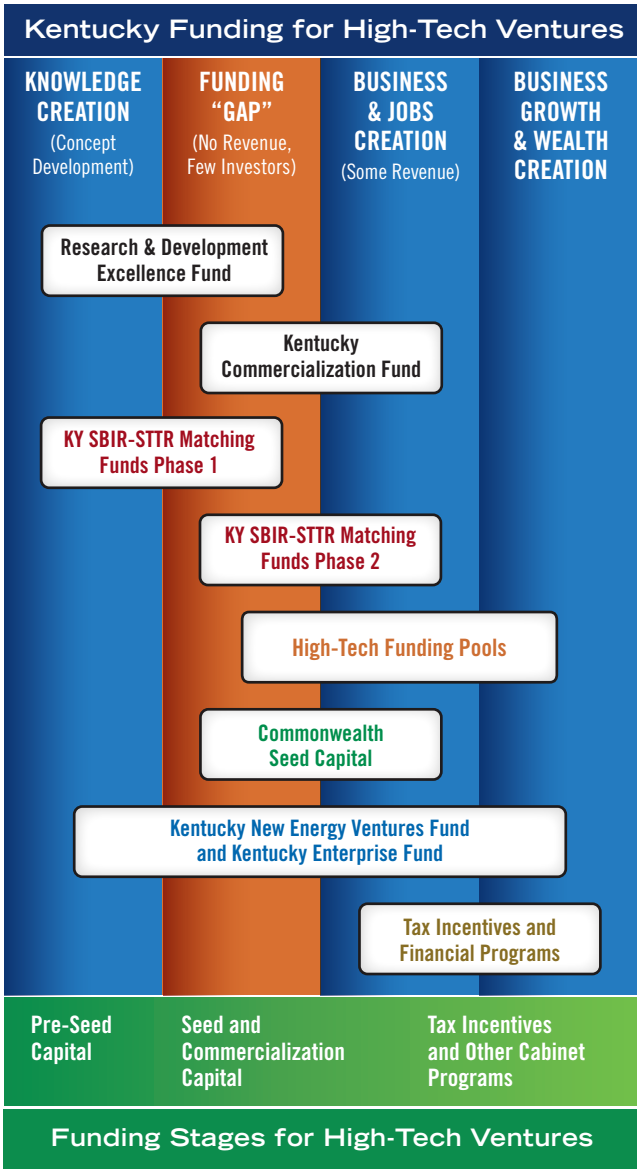 Kentucky Funding for High-Tech Ventures
KNOWLEDGE
CREATION
(Concept
Development)
FUNDING
“GAP”
(No Revenue,
Few Investors)
BUSINESS
& JOBS
CREATION
(Some Revenue)
BUSINESS
GROWTH
& WEALTH
CREATION
Research & Development
Excellence Fund
Kentucky
Commercialization Fund
KY SBIR-STTR Matching
Funds Phase 1
KY SBIR-STTR Matching
Funds Phase 2
High-Tech Funding Pools
Commonwealth
Seed Capital
Kentucky New Energy Ventures Fund
and Kentucky Enterprise Fund
Tax Incentives and
Financial Programs
Pre-Seed
Capital
Seed and
Commercialization
Capital
Tax Incentives
and Other Cabinet
Programs
Funding Stages for High-Tech Ventures